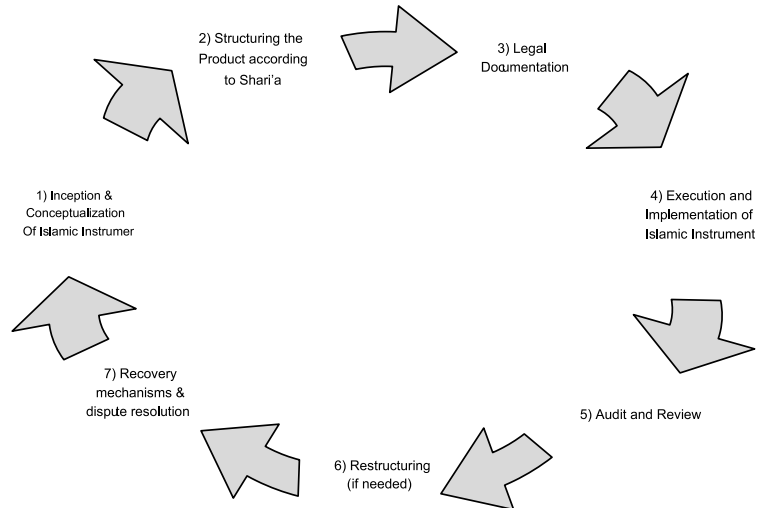 1) Inception &
Conceptualization
Of Islamic Instrumer
2) Structuring the
Product according
to Shari'a
3) Legal
Documentation
4) Execution and
Implementation of
Islamic Instrument
5) Audit and Review
6) Restructuring
(if needed)
7) Recovery
mechanisms &
dispute resolution